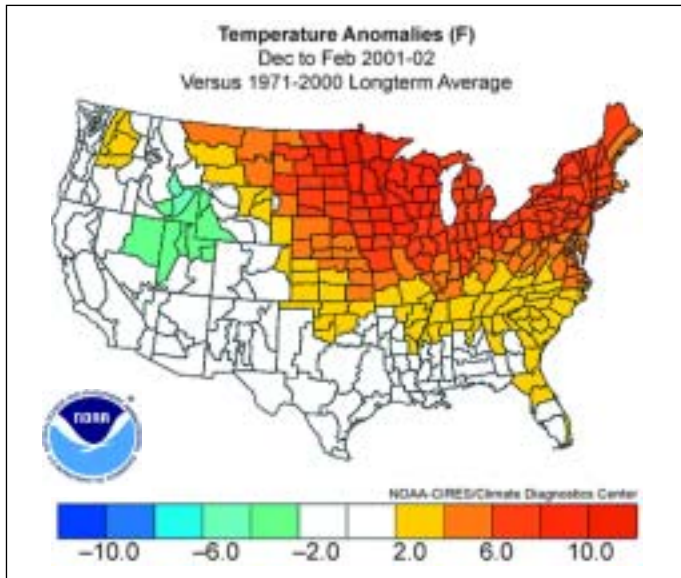 Temperature Anomalies (F)
Dec to Feb 2001-02
Versus 1971-2000 Longterm Average
NOAA
NOAA-CIRES/Climate Diagnostics Center
–10.0 –6.0 –2.0 2.0 6.0 10.0